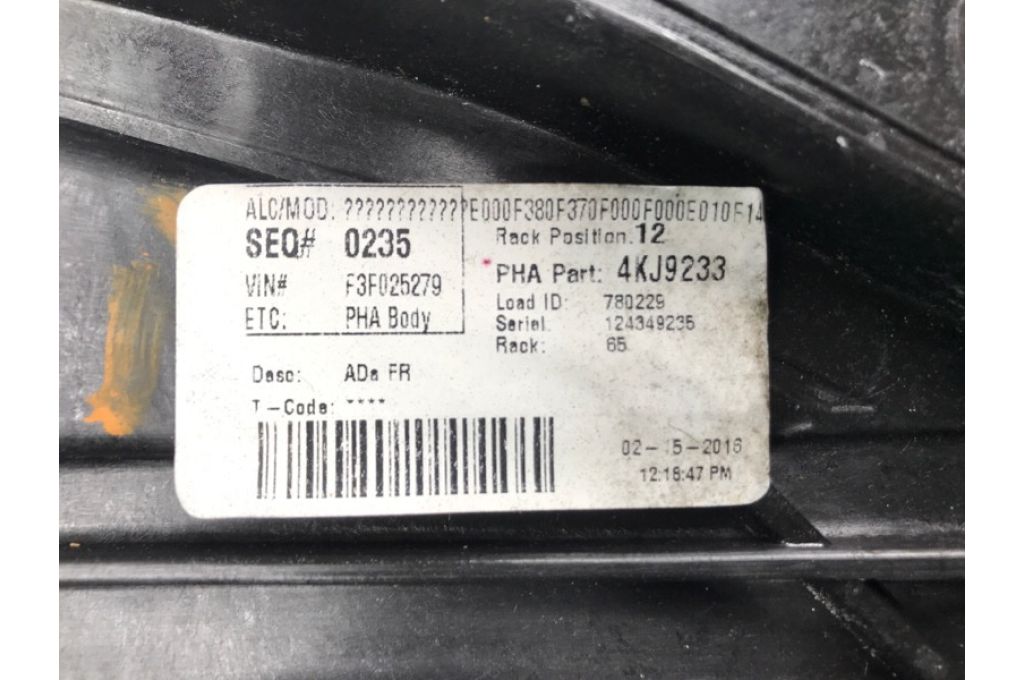 ALC/MOD: ????????????E000F380F370F000F000E010F14
SEQ# 0235
Rack Position: 12
VIN# F3F025279
PHA Part: 4KJ9233
ETC: PHA Body
Load ID: 780229
Serial: 124349235
Rack: 65
Desc: ADa FR
T-Code: ****
02-15-2016
12:18:47 PM